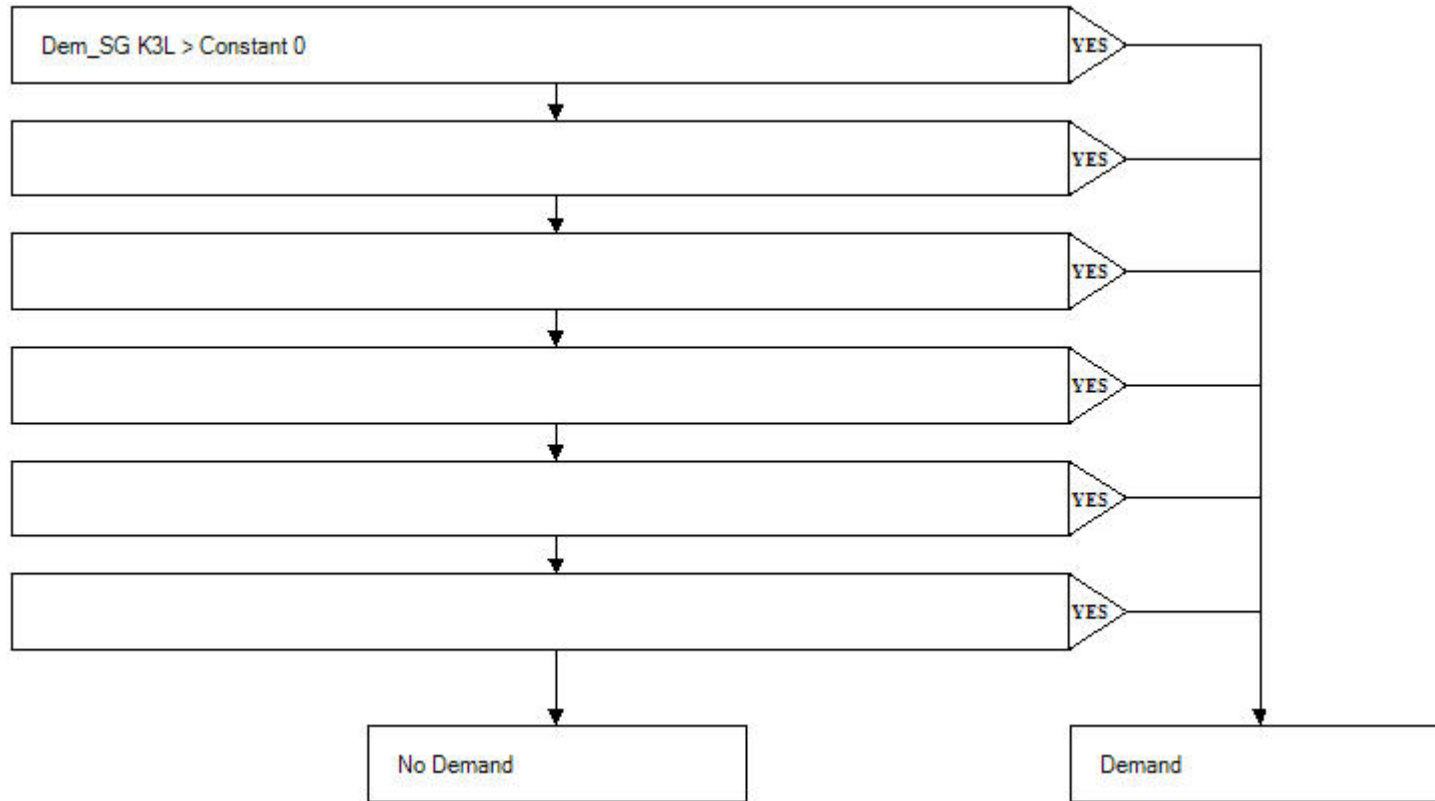 Dem_SG K3L > Constant 0
YES
YES
YES
YES
YES
YES
No Demand
Demand